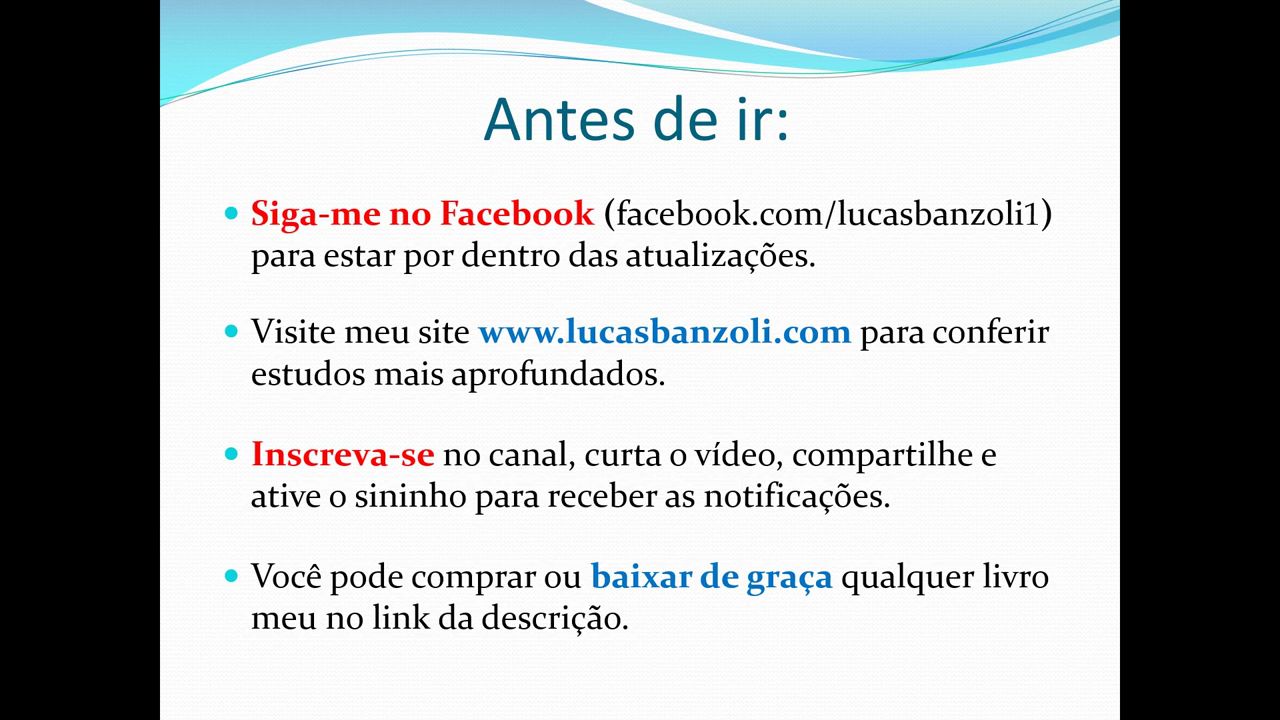 Antes de ir:
Siga-me no Facebook (facebook.com/lucasbanzoli1)
para estar por dentro das atualizações.
Visite meu site www.lucasbanzoli.com para conferir
estudos mais aprofundados.
Inscreva-se no canal, curta o vídeo, compartilhe e
ative o sininho para receber as notificações.
Você pode comprar ou baixar de graça qualquer livro
meu no link da descrição.